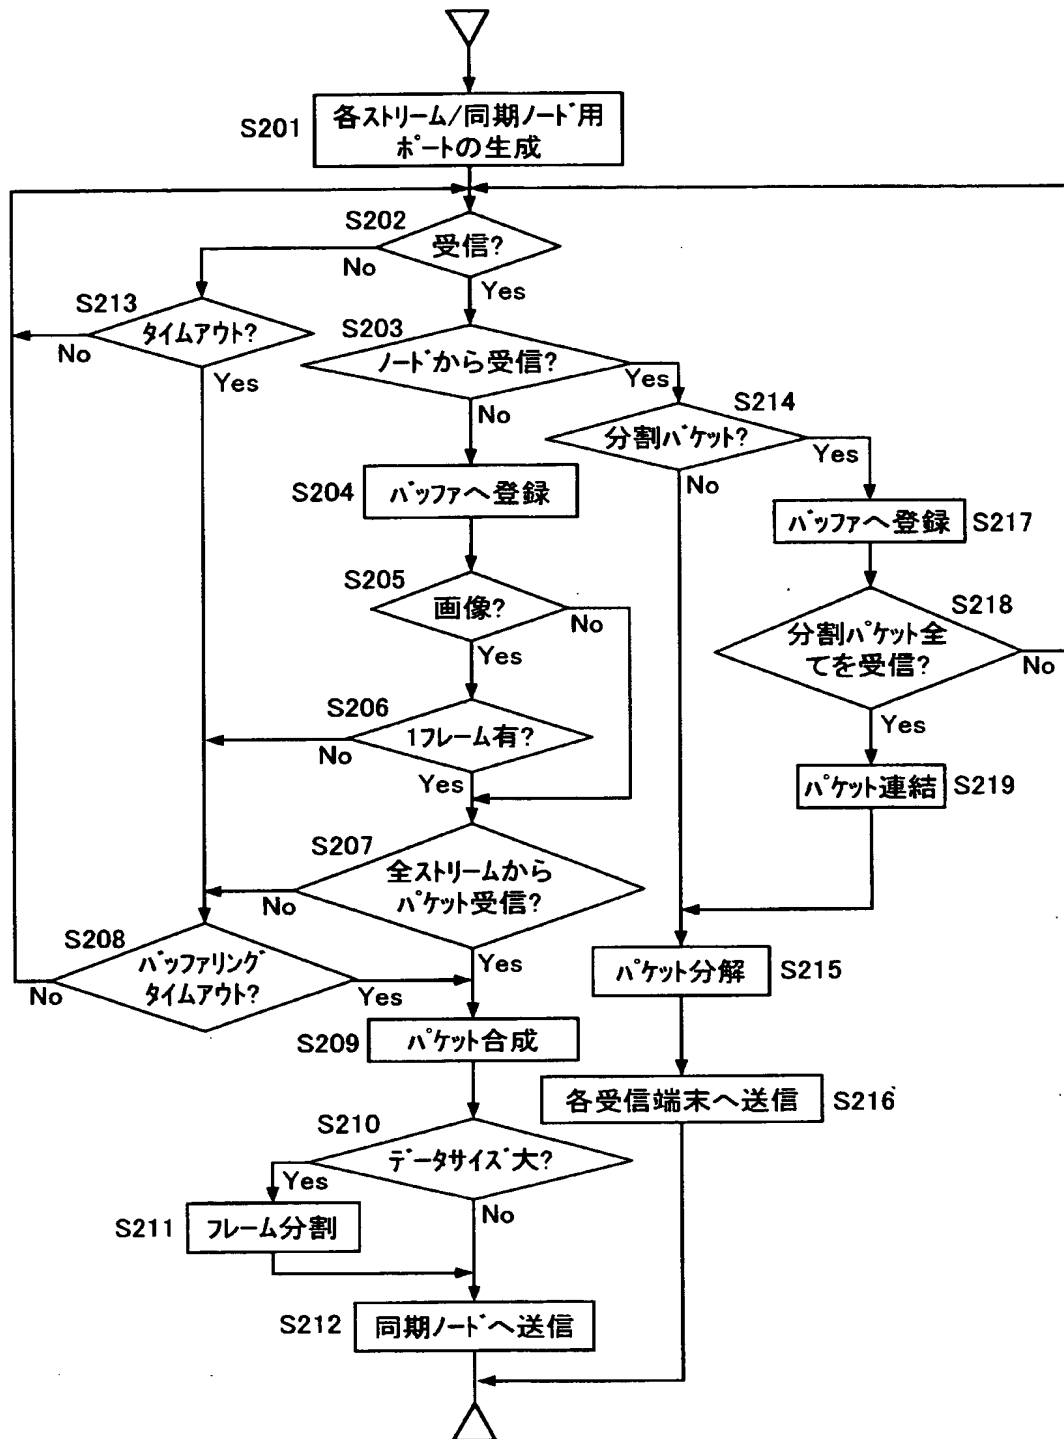 S201
各ストリーム/同期ノード用
ポートの生成
S202
受信?
No
Yes
S213
タイムアウト?
No
Yes
S203
ノードから受信?
Yes
No
S214
分割パケット?
Yes
No
S204
バッファへ登録
バッファへ登録
S217
S205
画像?
No
Yes
S218
分割パケット全
てを受信?
No
Yes
S206
1フレーム有?
No
Yes
パケット連結
S219
S207
全ストリームから
パケット受信?
No
Yes
S208
バッファリング
タイムアウト?
No
Yes
パケット分解
S215
S209
パケット合成
各受信端末へ送信
S216
S210
データサイズ大?
Yes
No
S211
フレーム分割
S212
同期ノードへ送信